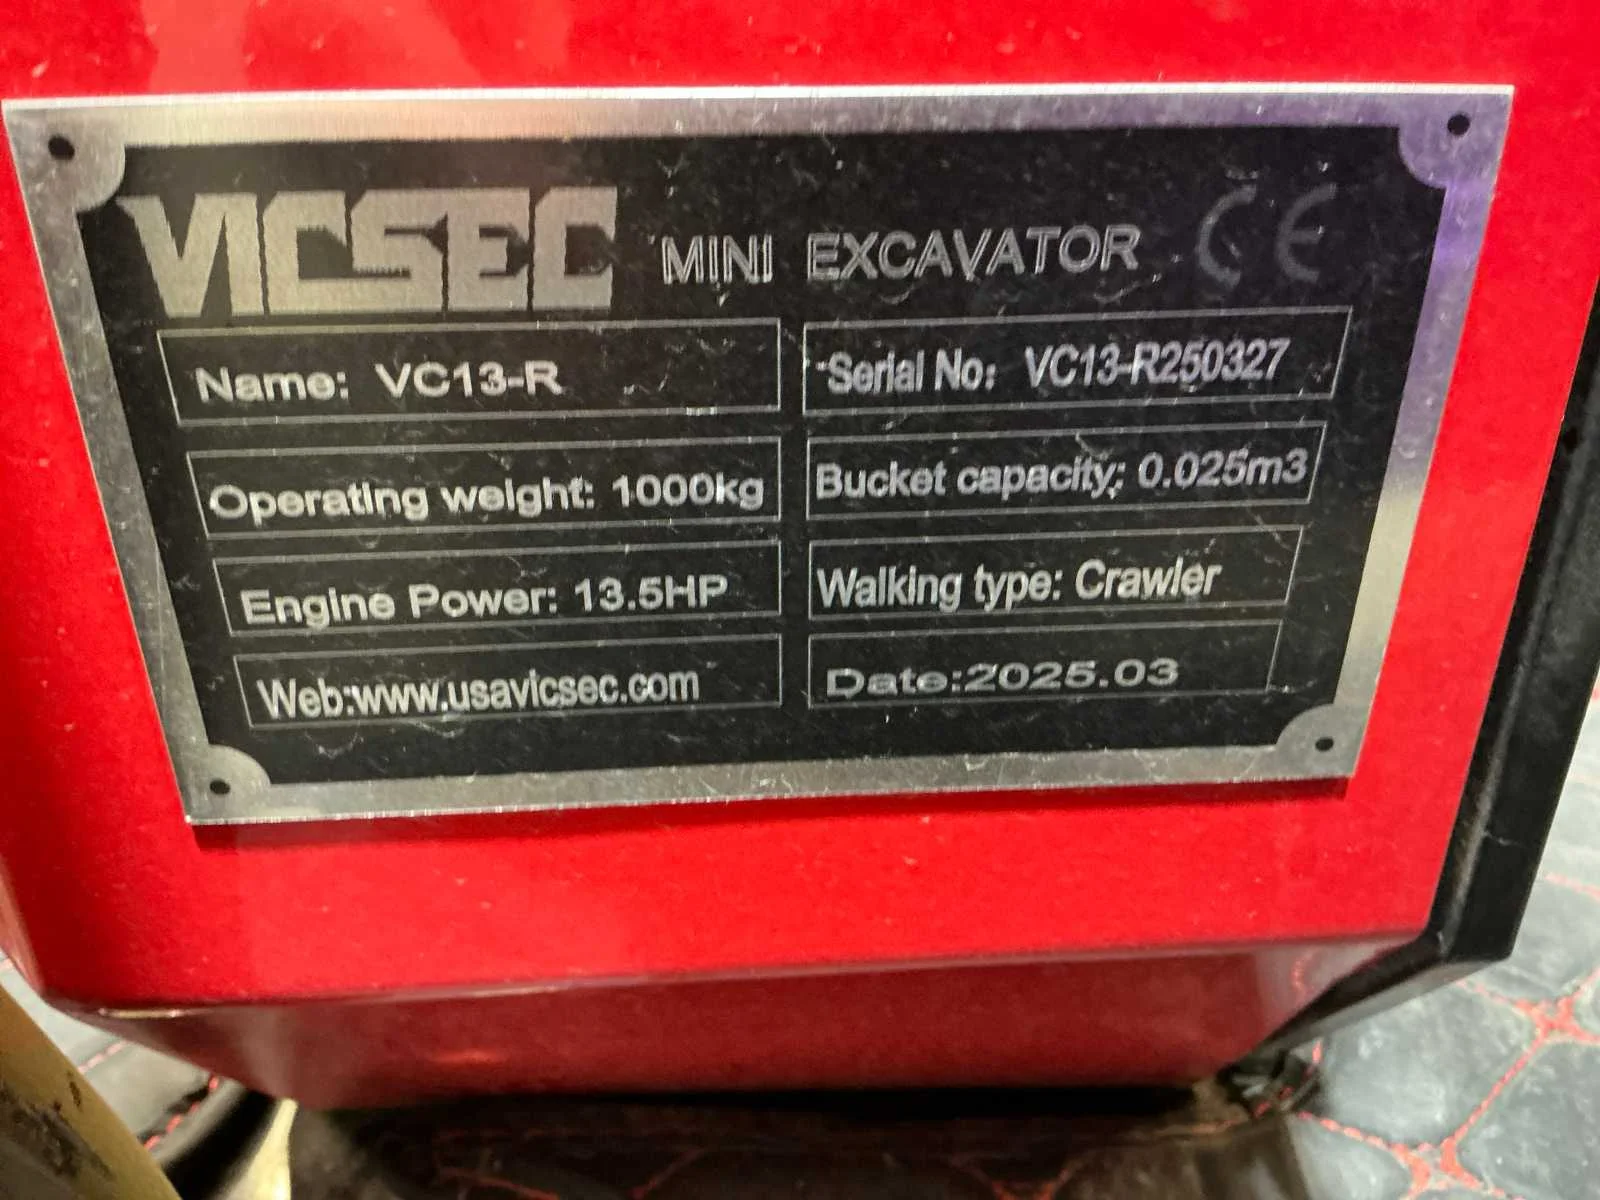 VICSEC MINI EXCAVATOR CE
Name: VC13-R
Serial No: VC13-R250327
Operating weight: 1000kg
Bucket capacity: 0.025m3
Engine Power: 13.5HP
Walking type: Crawler
Web:www.usavicsec.com
Date:2025.03